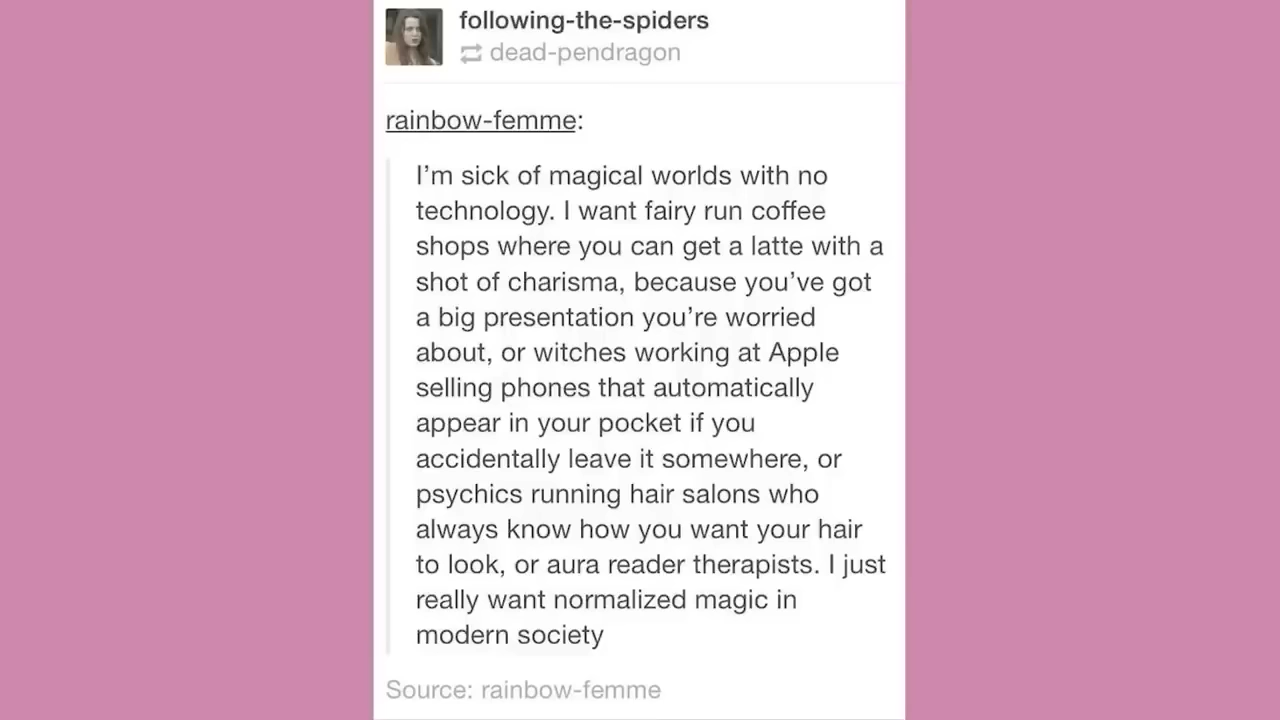 following-the-spiders
dead-pendragon
rainbow-femme:
I'm sick of magical worlds with no
technology. I want fairy run coffee
shops where you can get a latte with a
shot of charisma, because you've got
a big presentation you're worried
about, or witches working at Apple
selling phones that automatically
appear in your pocket if you
accidentally leave it somewhere, or
psychics running hair salons who
always know how you want your hair
to look, or aura reader therapists. I just
really want normalized magic in
modern society
Source: rainbow-femme